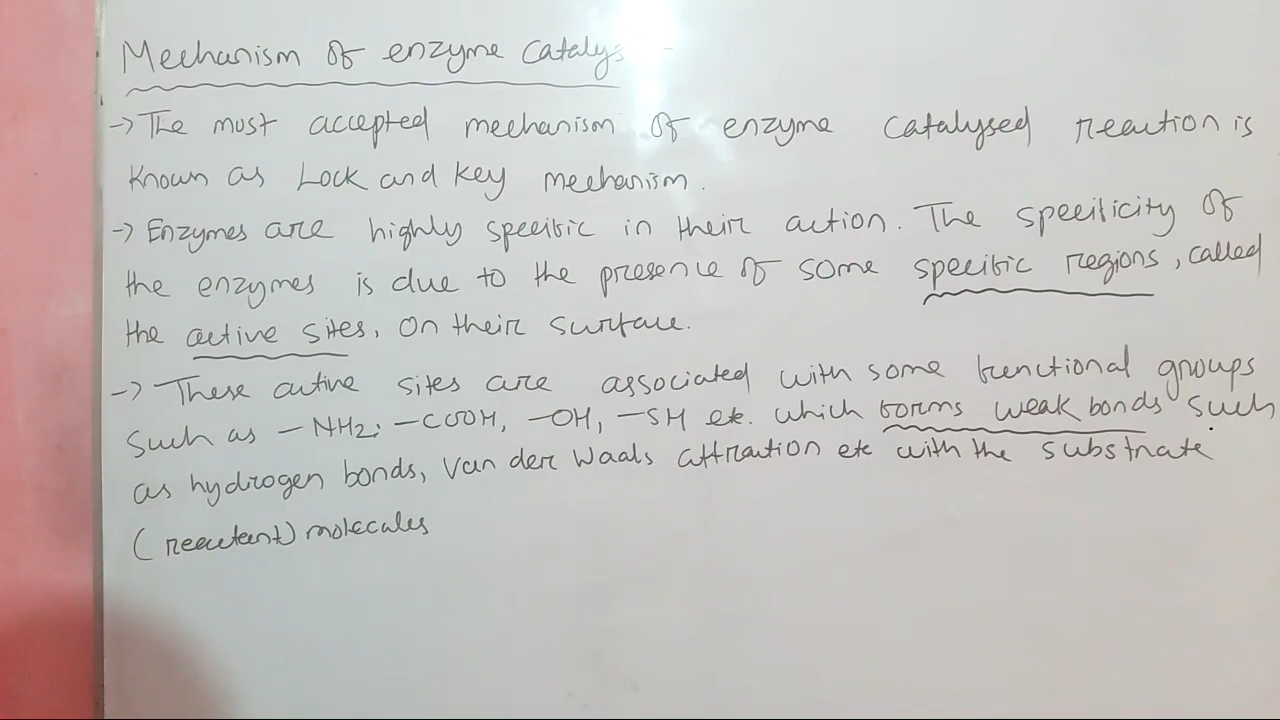 Mechanism of enzyme catalys
→ The most accepted mechanism of enzyme catalysed reaction is
known as Lock and key mechanism.
→ Enzymes are highly specific in their action. The specificity of
the enzymes is due to the presence of some specific regions, called
the active sites, on their surface.
→ These active sites are associated with some functional groups
such as -NH2, -COOH, -OH, -SH etc. which forms weak bonds such
as hydrogen bonds, Van der Waals attraction etc with the substrate
(reactant) molecules